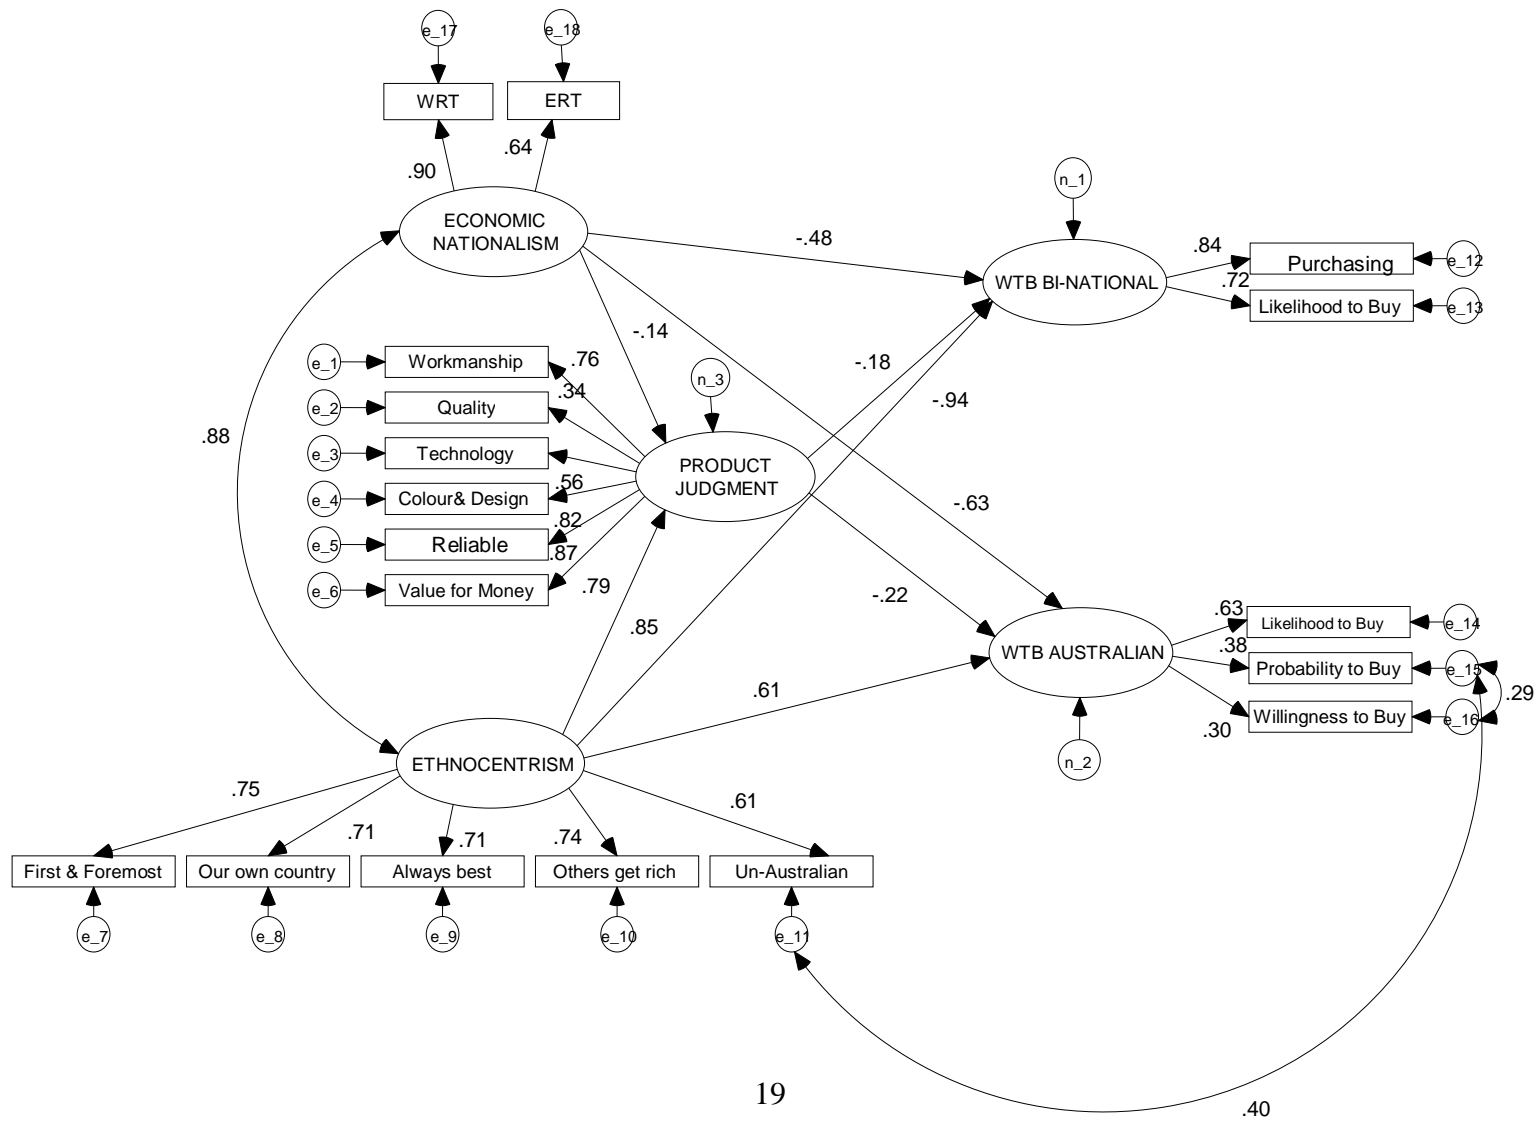 e_17
e_18
WRT
ERT
.64
.90
n_1
ECONOMIC
NATIONALISM
-.48
.84
Purchasing
e_12
WTB BI-NATIONAL
.72
Likelihood to Buy
e_13
-.14
e_1
Workmanship
.76
-.18
n_3
.34
-.94
e_2
Quality
.88
e_3
Technology
PRODUCT
JUDGMENT
.56
e_4
Colour& Design
-.63
.82
e_5
Reliable
.87
e_6
Value for Money
.79
-.22
.85
.63
Likelihood to Buy
e_14
.38
WTB AUSTRALIAN
Probability to Buy
e_15
.29
.61
Willingness to Buy
e_16
.30
n_2
ETHNOCENTRISM
.75
.61
.71
.71
.74
First & Foremost
Our own country
Always best
Others get rich
Un-Australian
e_7
e_8
e_9
e_10
e_11
19
.40